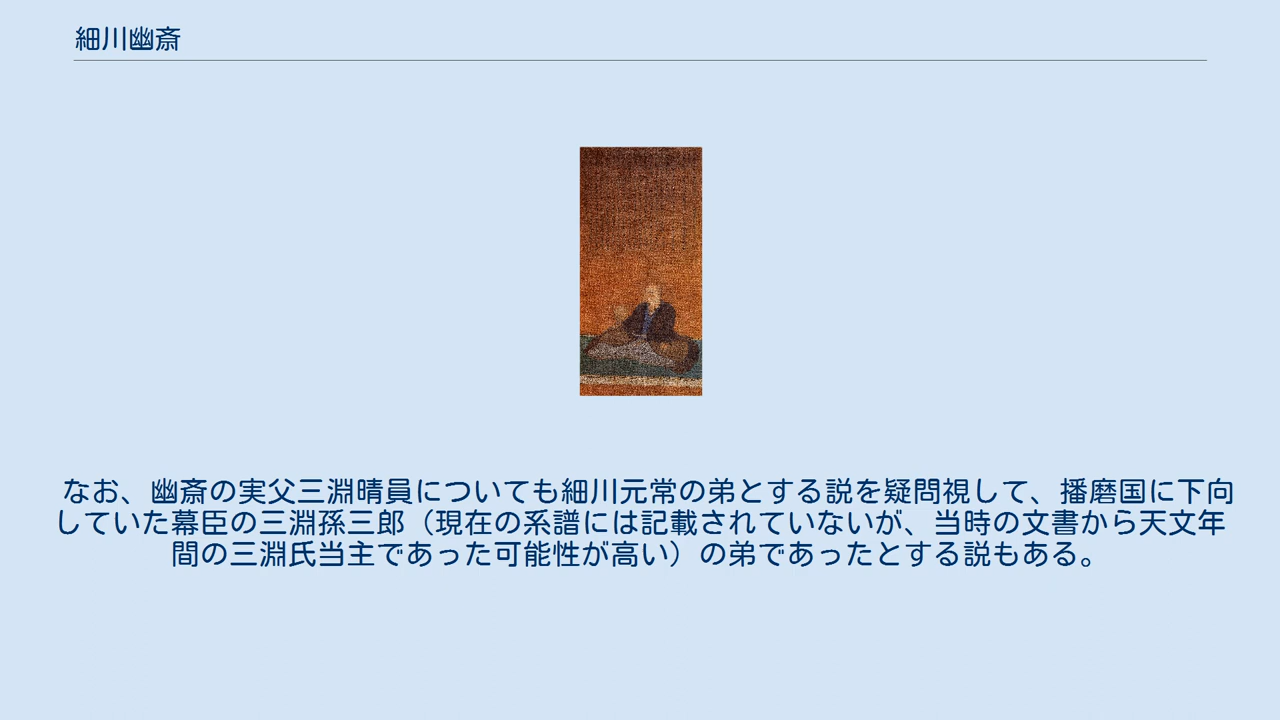 細川幽斎
なお、幽斎の実父三淵晴員についても細川元常の弟とする説を疑問視して、播磨国に下向
していた幕臣の三淵孫三郎（現在の系譜には記載されていないが、当時の文書から天文年
間の三淵氏当主であった可能性が高い）の弟であったとする説もある。